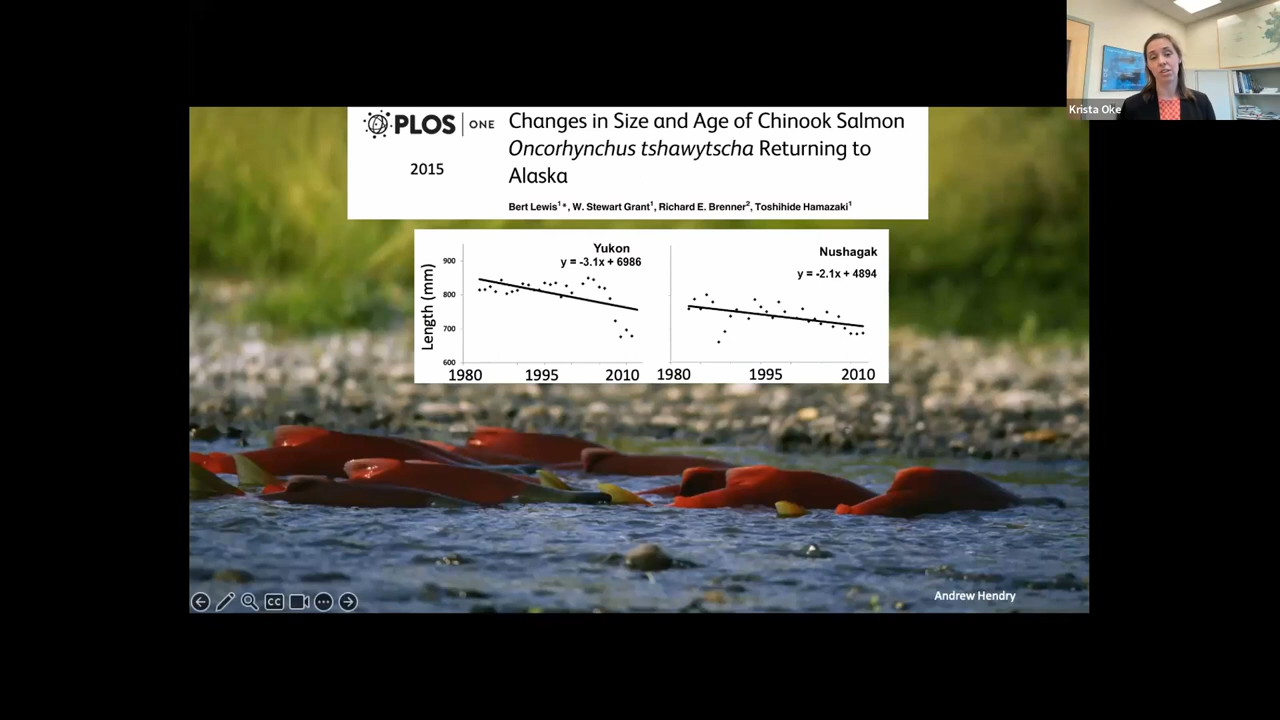 Krista Oke
PLOS ONE
2015
Changes in Size and Age of Chinook Salmon
Oncorhynchus tshawytscha Returning to
Alaska
Bert Lewis1*, W. Stewart Grant1, Richard E. Brenner2, Toshihide Hamazaki1
Yukon
y = -3.1x + 6986
Nushagak
y = -2.1x + 4894
Length (mm)
900
800
700
600
1980 1995 2010
1980 1995 2010
CC
Andrew Hendry